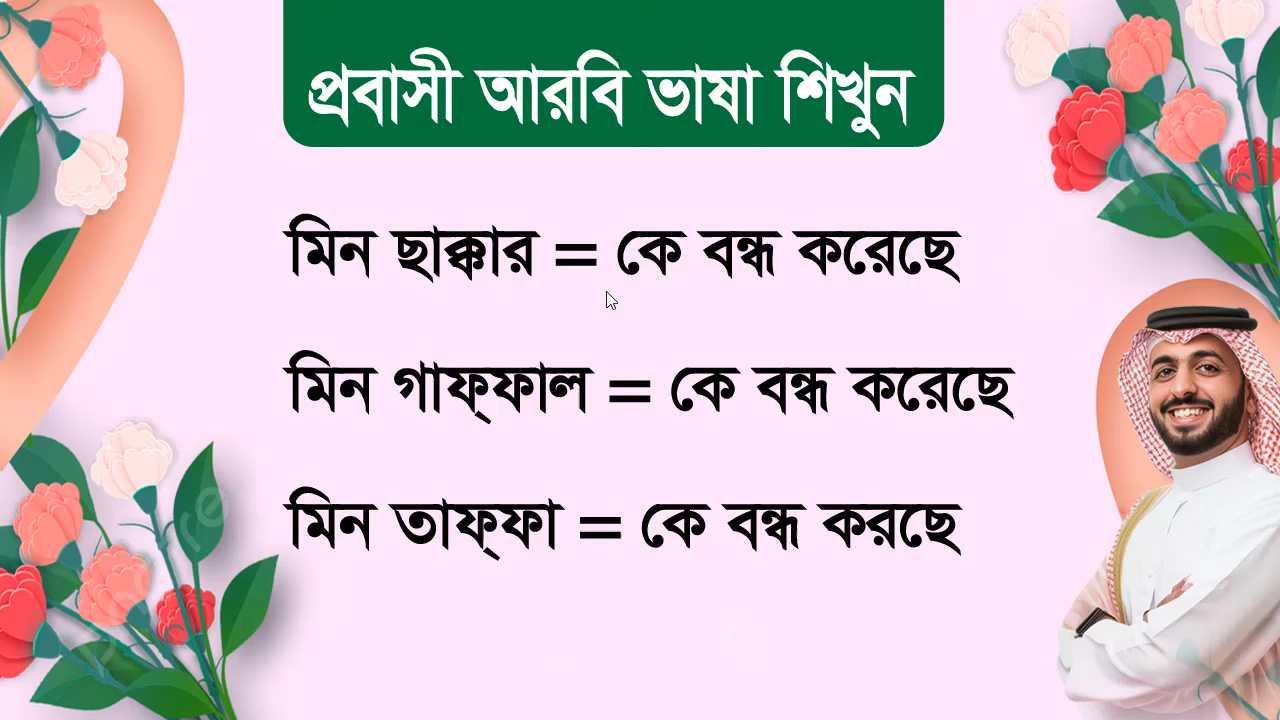 প্রবাসী আরবি ভাষা শিখুন
মিন ছাক্কার = কে বন্ধ করেছে
মিন গাফ্‌ফাল = কে বন্ধ করেছে
মিন তাফ্‌ফা = কে বন্ধ করছে